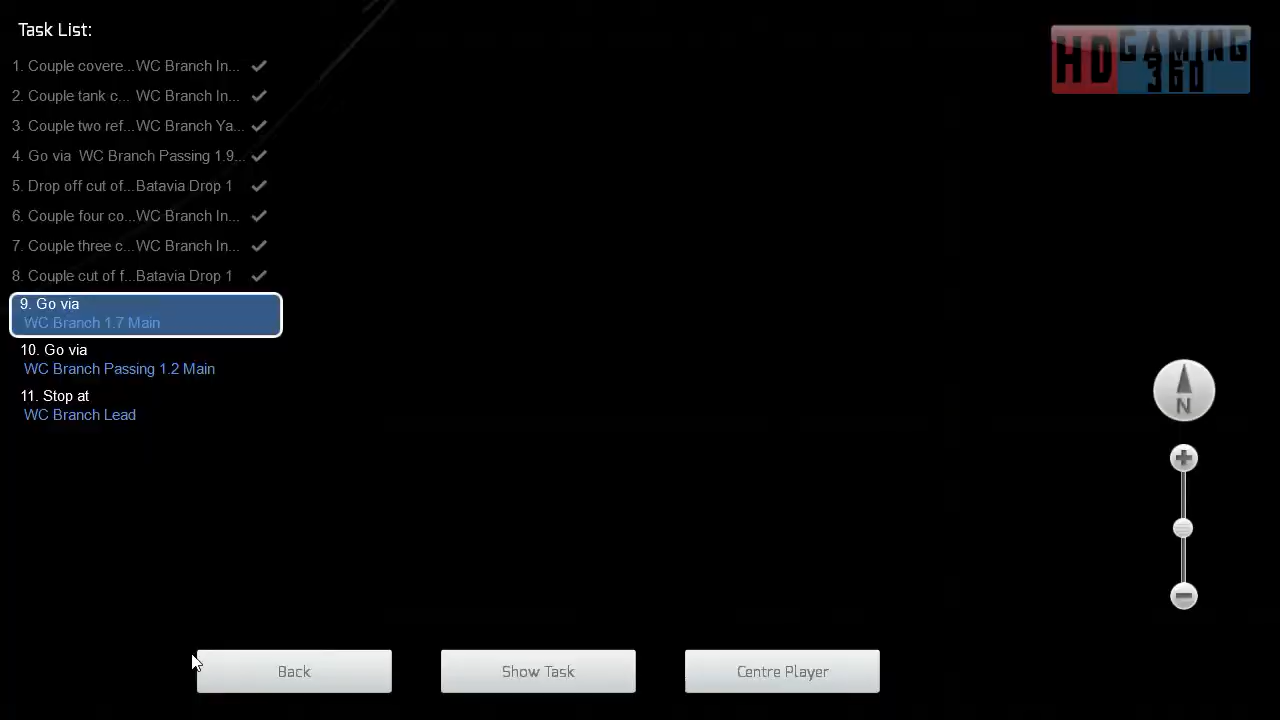 Task List:
1. Couple covere...WC Branch In...
2. Couple tank c... WC Branch In...
3. Couple two ref...WC Branch Ya...
4. Go via  WC Branch Passing 1.9...
5. Drop off cut of...Batavia Drop 1
6. Couple four co...WC Branch In...
7. Couple three c...WC Branch In...
8. Couple cut of f...Batavia Drop 1
9. Go via
WC Branch 1.7 Main
10. Go via
WC Branch Passing 1.2 Main
11. Stop at
WC Branch Lead
HD GAMING
360
N
Back
Show Task
Centre Player